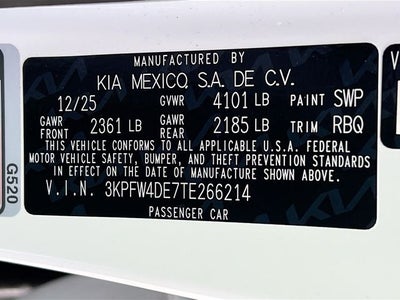 MANUFACTURED BY
KIA MEXICO, S.A. DE C.V.
12/25 GVWR 4101 LB PAINT SWP
GAWR FRONT 2361 LB GAWR REAR 2185 LB TRIM RBQ
THIS VEHICLE CONFORMS TO ALL APPLICABLE U.S.A. FEDERAL
MOTOR VEHICLE SAFETY, BUMPER, AND THEFT PREVENTION STANDARDS
IN EFFECT ON THE DATE OF MANUFACTURE SHOWN ABOVE.
V.I.N. 3KPFW4DE7TE266214
PASSENGER CAR
G520
V